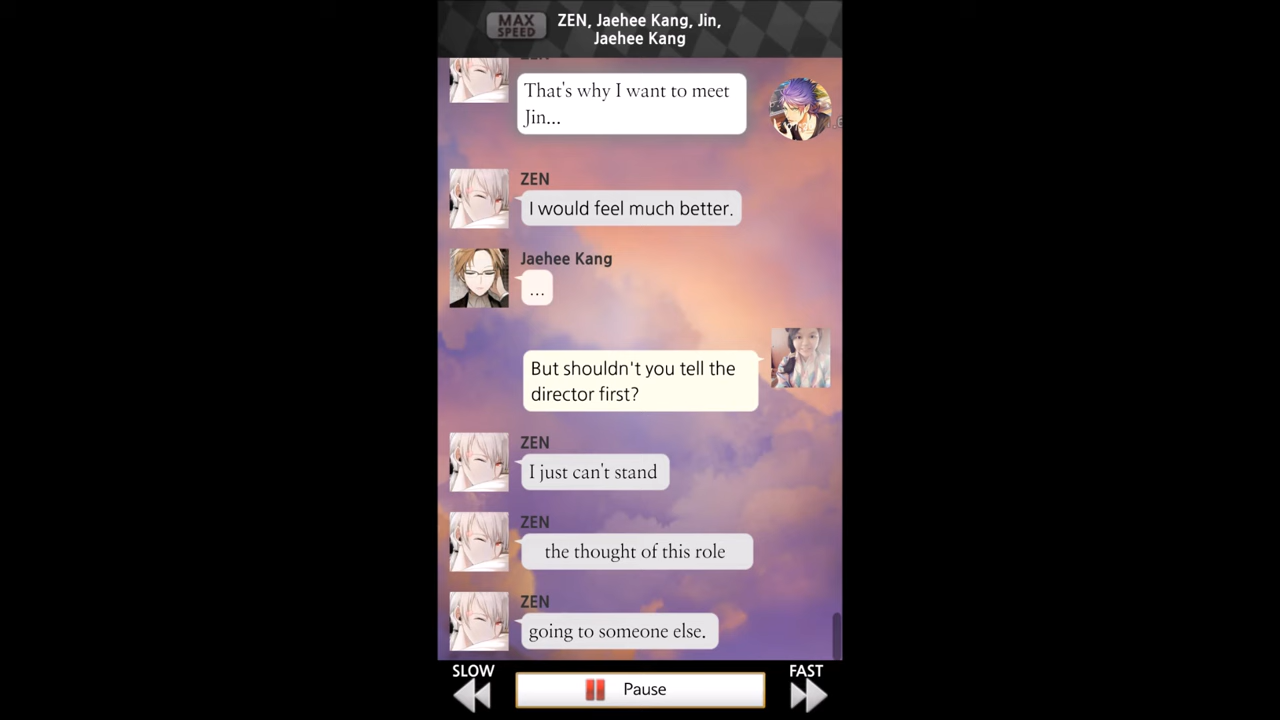 MAX
SPEED
ZEN, Jaehee Kang, Jin,
Jaehee Kang
That's why I want to meet
Jin...
ZEN
I would feel much better.
Jaehee Kang
...
But shouldn't you tell the
director first?
ZEN
I just can't stand
ZEN
the thought of this role
ZEN
going to someone else.
SLOW
Pause
FAST